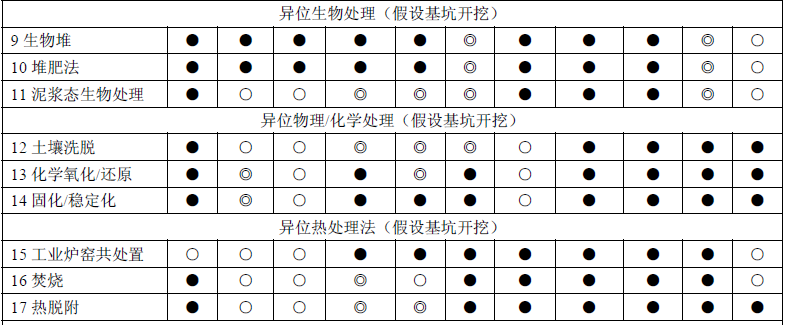 异位生物处理（假设基坑开挖）
9 生物堆 ● ● ● ● ● ◎ ● ● ● ◎ ○
10 堆肥法 ● ● ● ● ● ◎ ● ● ● ◎ ○
11 泥浆态生物处理 ● ○ ○ ◎ ◎ ◎ ● ● ● ◎ ○
异位物理/化学处理（假设基坑开挖）
12 土壤洗脱 ● ○ ○ ◎ ◎ ◎ ○ ● ● ● ●
13 化学氧化/还原 ● ◎ ○ ● ◎ ● ○ ● ● ● ●
14 固化/稳定化 ● ◎ ○ ● ● ● ○ ● ● ● ●
异位热处理法（假设基坑开挖）
15 工业炉窑共处置 ○ ○ ○ ● ● ● ● ● ● ● ○
16 焚烧 ● ○ ○ ◎ ○ ● ● ● ● ● ○
17 热脱附 ● ○ ○ ◎ ◎ ● ● ● ● ● ●